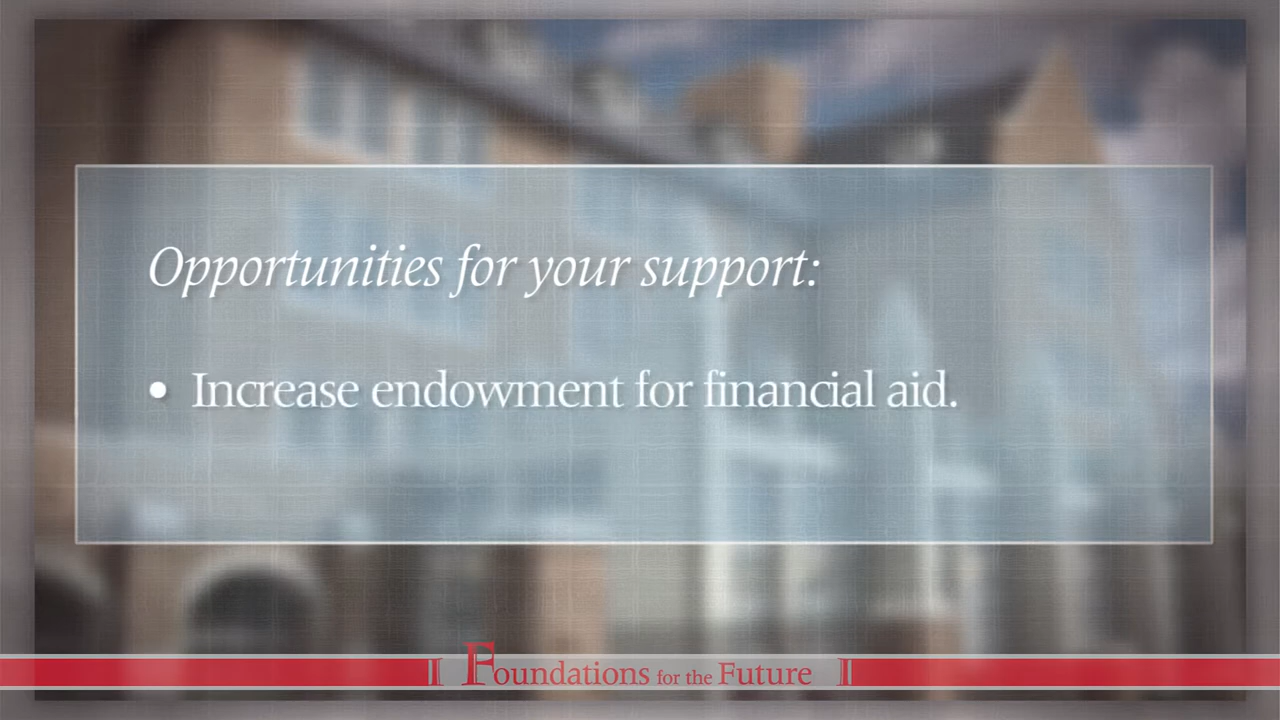 Opportunities for your support:
• Increase endowment for financial aid.
Foundations for the Future